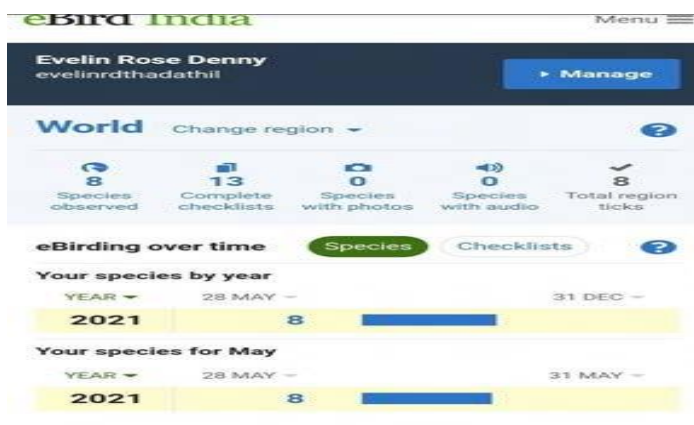 eBird India
Menu
Evelin Rose Denny
evelinrdthadathil
Manage
World Change region
8 13 0 0 8
Species Complete Species Species Total region
observed checklists with photos with audio ticks
eBirding over time Species Checklists
Your species by year
YEAR 28 MAY 31 DEC
2021 8
Your species for May
YEAR 28 MAY 31 MAY
2021 8